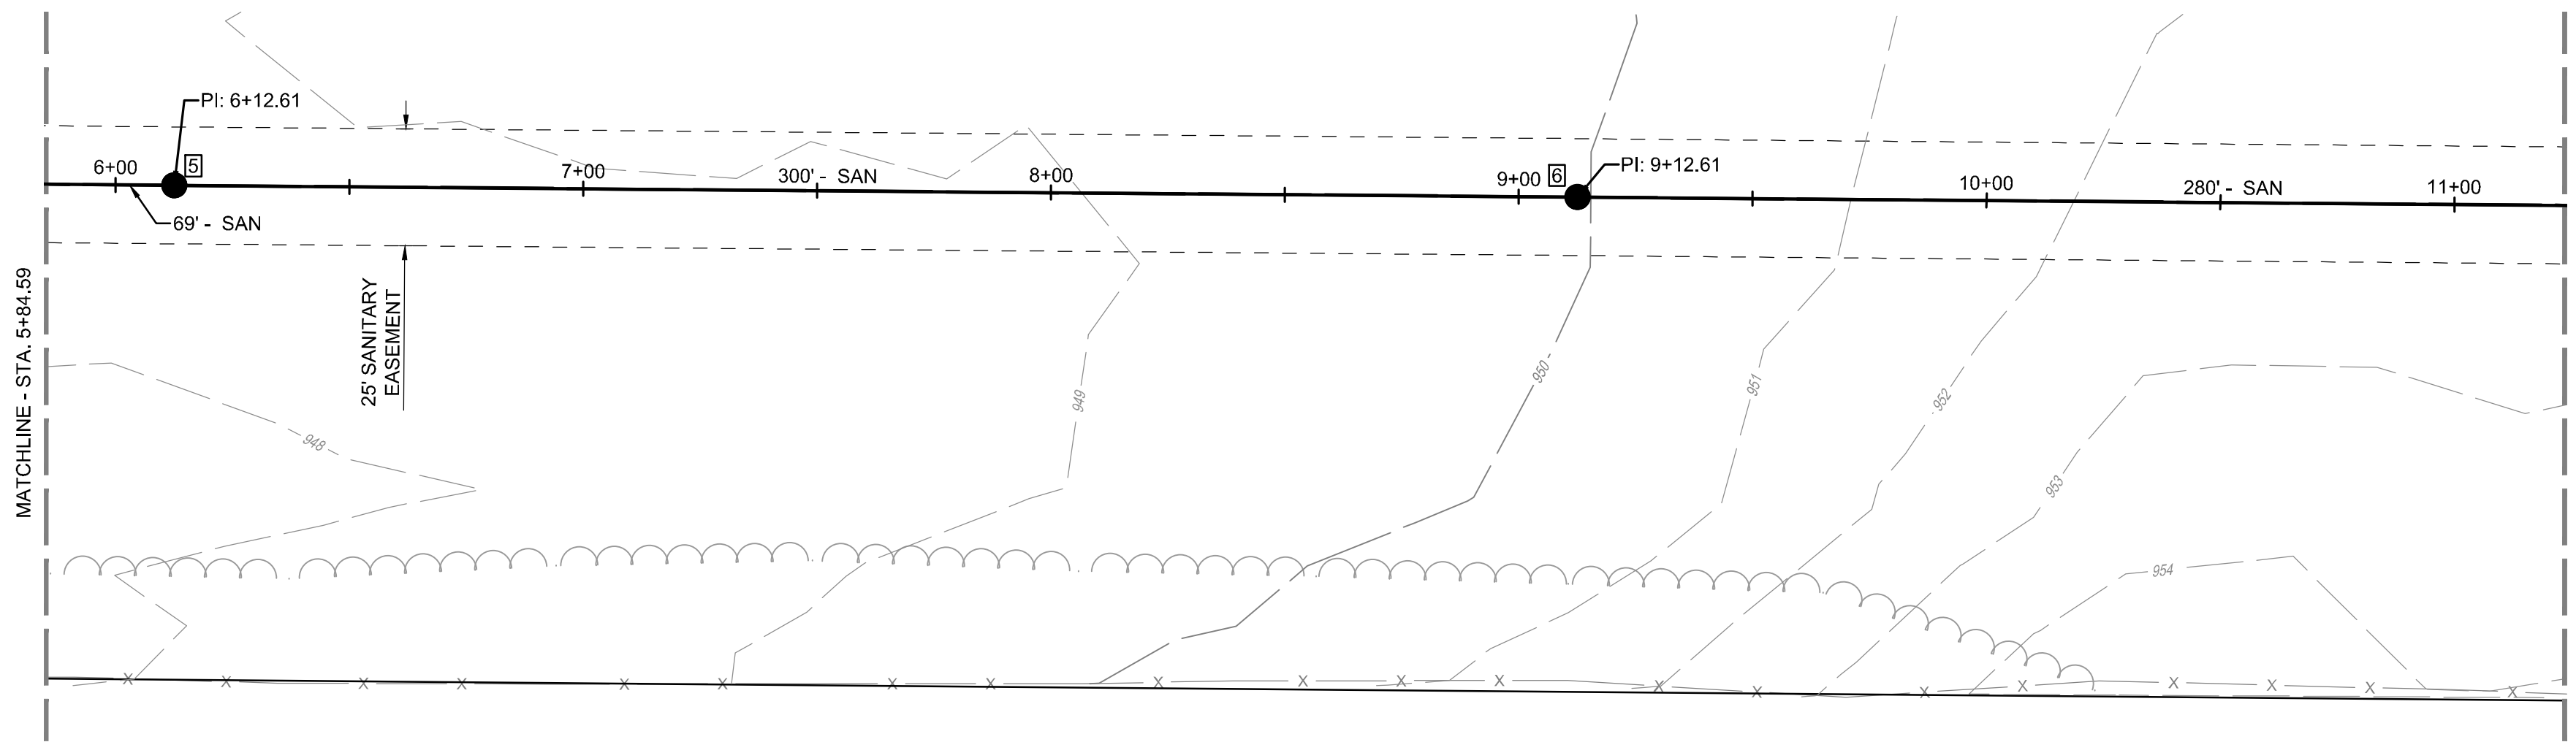 PI: 6+12.61
5
6+00
7+00
300' - SAN
8+00
9+00
6
PI: 9+12.61
10+00
280' - SAN
11+00
69' - SAN
MATCHLINE - STA. 5+84.59
25' SANITARY
EASEMENT
948
949
950
951
952
953
954
X X X X X X X X X X X X X X X X X X X X